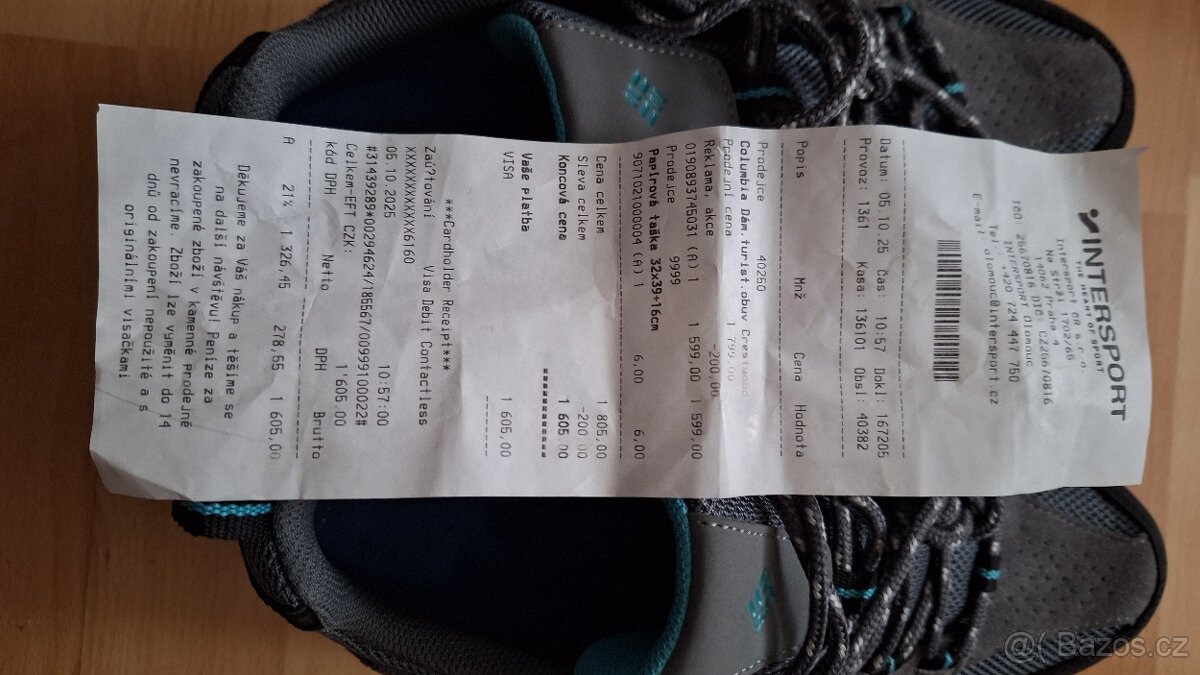 INTERSPORT
THE HEART OF SPORT
Intersport ČR s.r.o.
Na Strži 1702/65
14062 Praha 4
IČO: 25670816 DIČ: CZ25670816
INTERSPORT Olomouc
Tel.: +420 724 447 750
E-mail: olomouc@intersport.cz
Datum: 05.10.25 Čas: 10:57 Dokl: 167205
Provoz: 1361 Kasa: 136101 Obsl: 40382
Popis Mnž Cena Hodnota
Prodejce 40250
Columbia Dám.turist.obuv Crestwood
Prodejní cena 1 799,00
Reklama, akce -200,00
0190893745031 (A) 1 1 599,00 1 599,00
Prodejce 9999
Papírová taška 32x39+16cm
9071021000004 (A) 1 6,00 6,00
Cena celkem 1 805,00
Sleva celkem -200,00
Koncová cena 1 605,00
Vaše platba
VISA 1 605,00
***Cardholder Receipt***
Zaú?tování Visa Debit Contactless
XXXXXXXXXXXX6160
05.10.2025 10:57:00
#31439289*00294624/185567/009991000022#
Celkem-EFT CZK: 1'605.00
kód DPH Netto DPH Brutto
A 21% 1 326,45 278,55 1 605,00
Děkujeme za Váš nákup a těšíme se
na další návštěvu! Peníze za
zakoupené zboží v kamenné prodejně
nevracíme. Zboží lze vyměnit do 14
dnů od zakoupení nepoužité a s
originálními visačkami
Bazos.cz